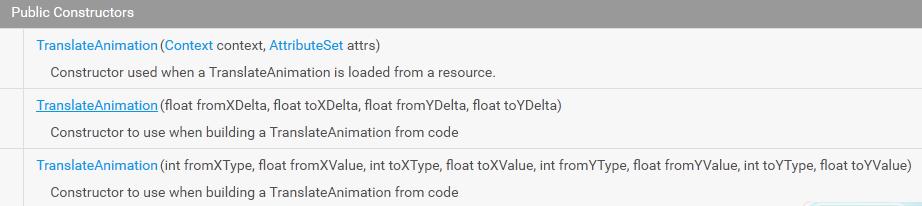 Public Constructors
TranslateAnimation(Context context, AttributeSet attrs)
Constructor used when a TranslateAnimation is loaded from a resource.
TranslateAnimation(float fromXDelta, float toXDelta, float fromYDelta, float toYDelta)
Constructor to use when building a TranslateAnimation from code
TranslateAnimation(int fromXType, float fromXValue, int toXType, float toXValue, int fromYType, float fromYValue, int toYType, float toYValue)
Constructor to use when building a TranslateAnimation from code